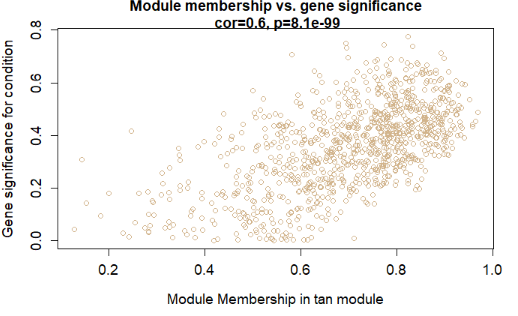 Module membership vs. gene significance
cor=0.6, p=8.1e-99
Gene significance for condition
0.8
0.6
0.4
0.2
0.0
0.2 0.4 0.6 0.8 1.0
Module Membership in tan module